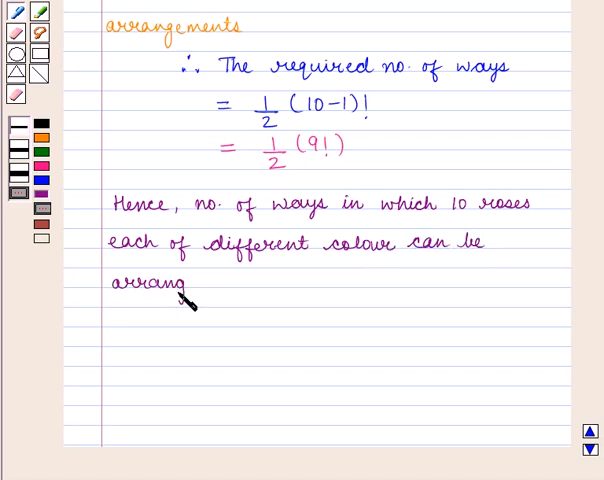 arrangements
∴ The required no. of ways
= 1/2 (10-1)!
= 1/2 (9!)
Hence, no. of ways in which 10 roses
each of different colour can be
arrang